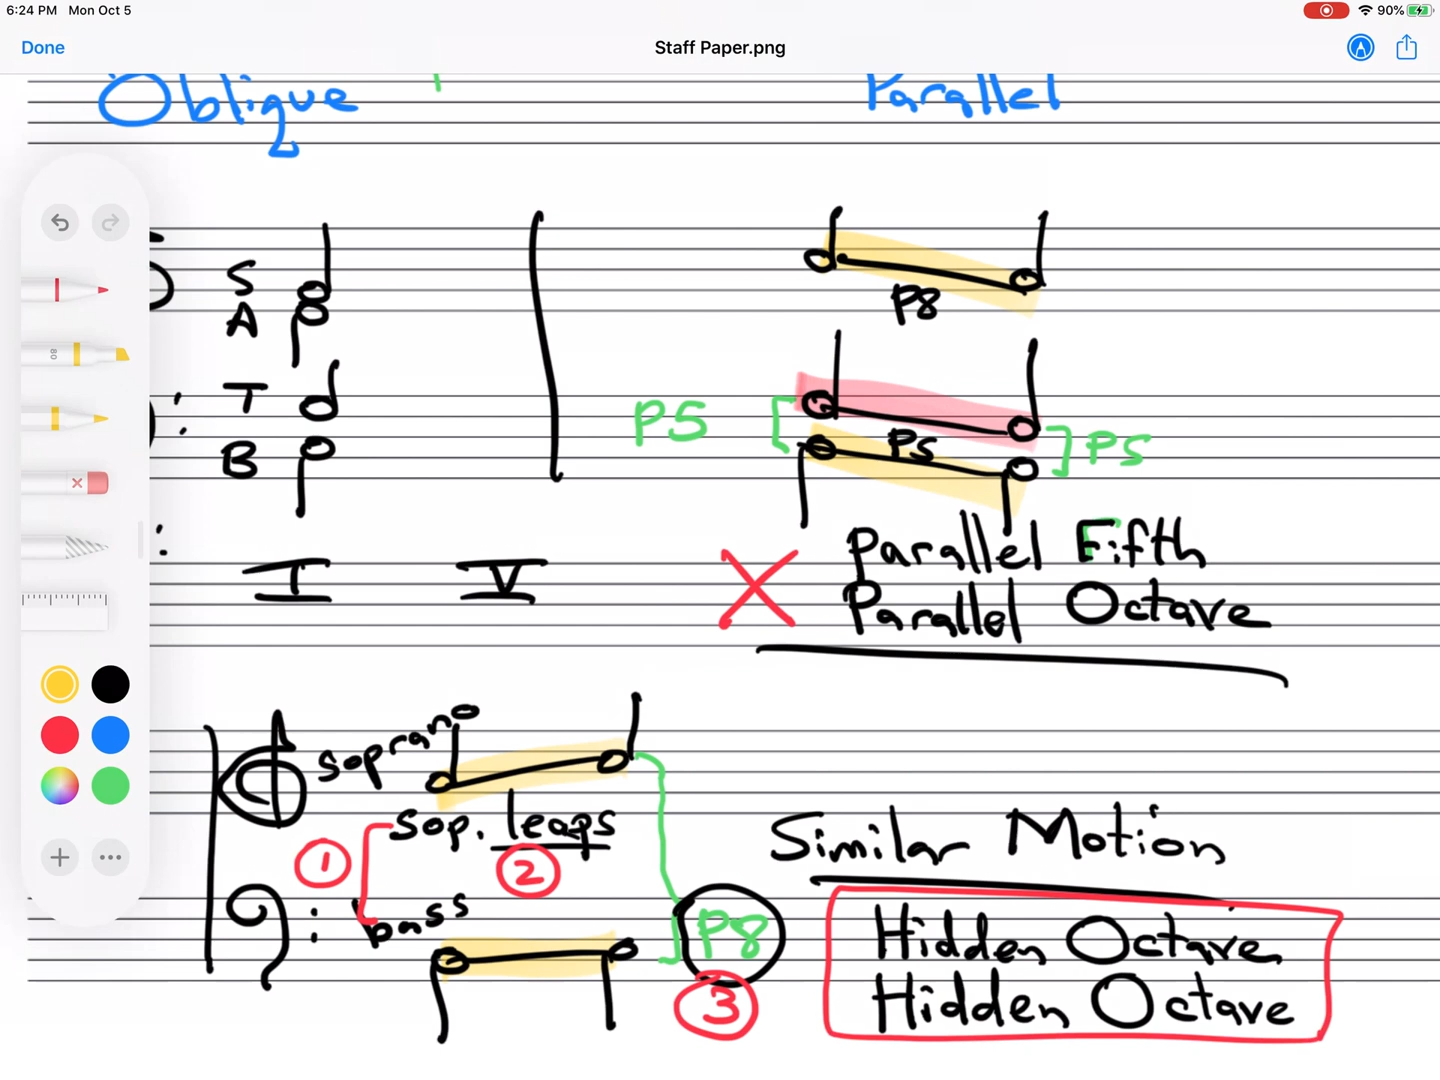 6:24 PM Mon Oct 5
90%
Done
Staff Paper.png
Oblique
Parallel
80
S
A
T
B
P8
P5
P5
P5
I V
Parallel Fifth
Parallel Octave
soprano
sop. leaps
1
2
bass
P8
3
Similar Motion
Hidden Octave
Hidden Octave